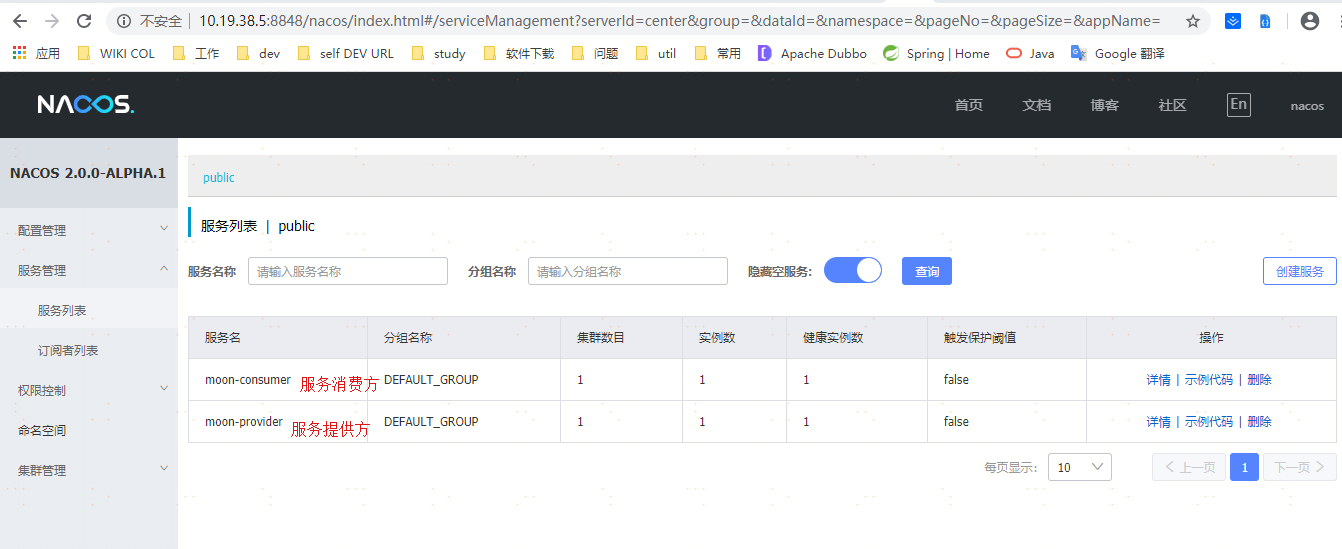 不安全 | 10.19.38.5:8848/nacos/index.html#/serviceManagement?serverId=center&group=&dataId=&namespace=&pageNo=&pageSize=&appName=
应用 WIKI COL 工作 dev self DEV URL study 软件下载 问题 util 常用 Apache Dubbo Spring | Home Java Google 翻译
NACOS. 首页 文档 博客 社区 En nacos
NACOS 2.0.0-ALPHA.1
public
配置管理
服务管理
服务列表
订阅者列表
权限控制
命名空间
集群管理
服务列表 | public
服务名称 请输入服务名称 分组名称 请输入分组名称 隐藏空服务: 查询 创建服务
服务名 分组名称 集群数目 实例数 健康实例数 触发保护阈值 操作
moon-consumer 服务消费方 DEFAULT_GROUP 1 1 1 false 详情 | 示例代码 | 删除
moon-provider 服务提供方 DEFAULT_GROUP 1 1 1 false 详情 | 示例代码 | 删除
每页显示: 10 上一页 1 下一页